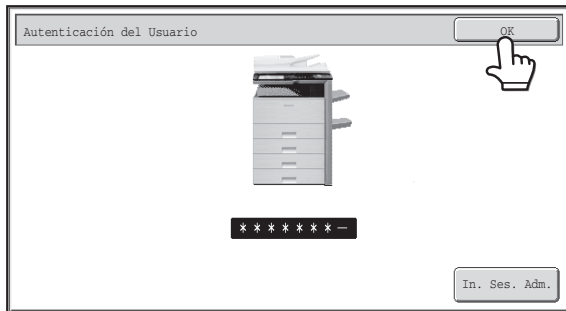 Autenticación del Usuario
OK
*******—
In. Ses. Adm.